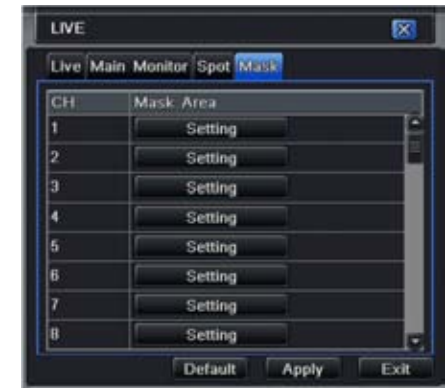 LIVE
Live Main Monitor Spot Mask
CH Mask Area
1 Setting
2 Setting
3 Setting
4 Setting
5 Setting
6 Setting
7 Setting
8 Setting
Default Apply Exit